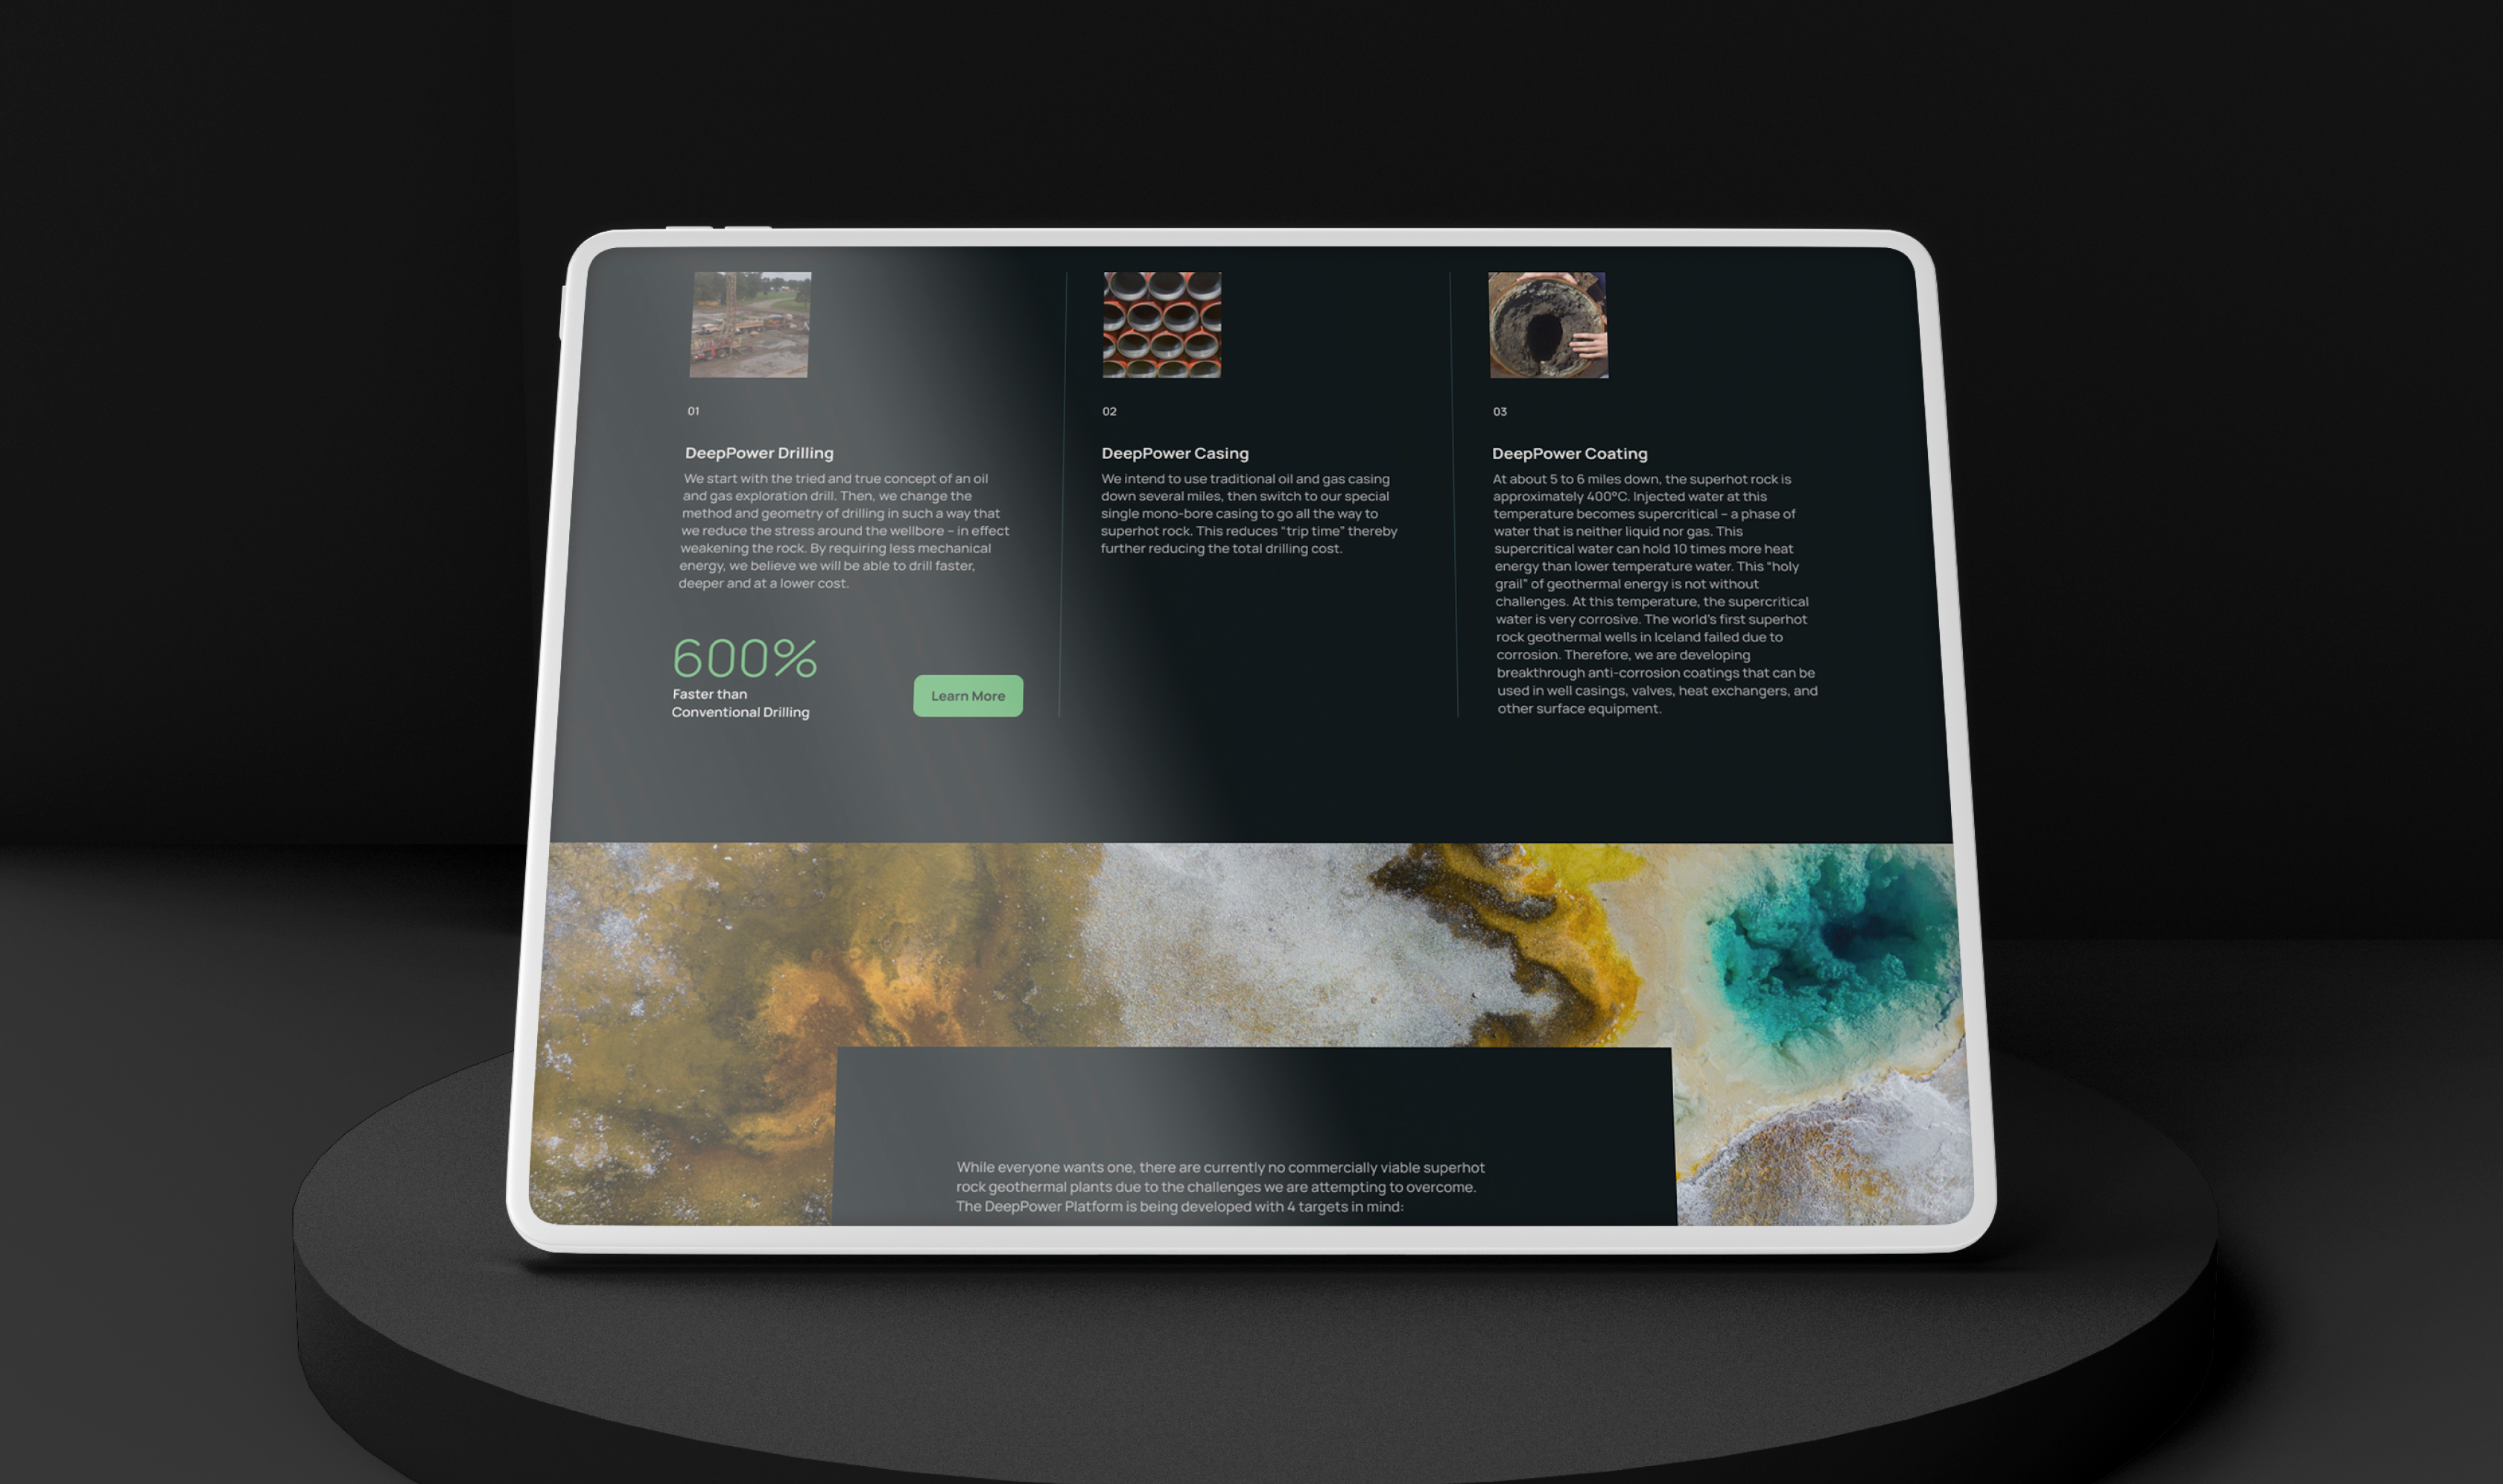 01
DeepPower Drilling
We start with the tried and true concept of an oil
and gas exploration drill. Then, we change the
method and geometry of drilling in such a way that
we reduce the stress around the wellbore – in effect
weakening the rock. By requiring less mechanical
energy, we believe we will be able to drill faster,
deeper and at a lower cost.
600%
Faster than
Conventional Drilling
Learn More
02
DeepPower Casing
We intend to use traditional oil and gas casing
down several miles, then switch to our special
single mono-bore casing to go all the way to
superhot rock. This reduces “trip time” thereby
further reducing the total drilling cost.
03
DeepPower Coating
At about 5 to 6 miles down, the superhot rock is
approximately 400°C. Injected water at this
temperature becomes supercritical – a phase of
water that is neither liquid nor gas. This
supercritical water can hold 10 times more heat
energy than lower temperature water. This “holy
grail” of geothermal energy is not without
challenges. At this temperature, the supercritical
water is very corrosive. The world’s first superhot
rock geothermal wells in Iceland failed due to
corrosion. Therefore, we are developing
breakthrough anti-corrosion coatings that can be
used in well casings, valves, heat exchangers, and
other surface equipment.
While everyone wants one, there are currently no commercially viable superhot
rock geothermal plants due to the challenges we are attempting to overcome.
The DeepPower Platform is being developed with 4 targets in mind: